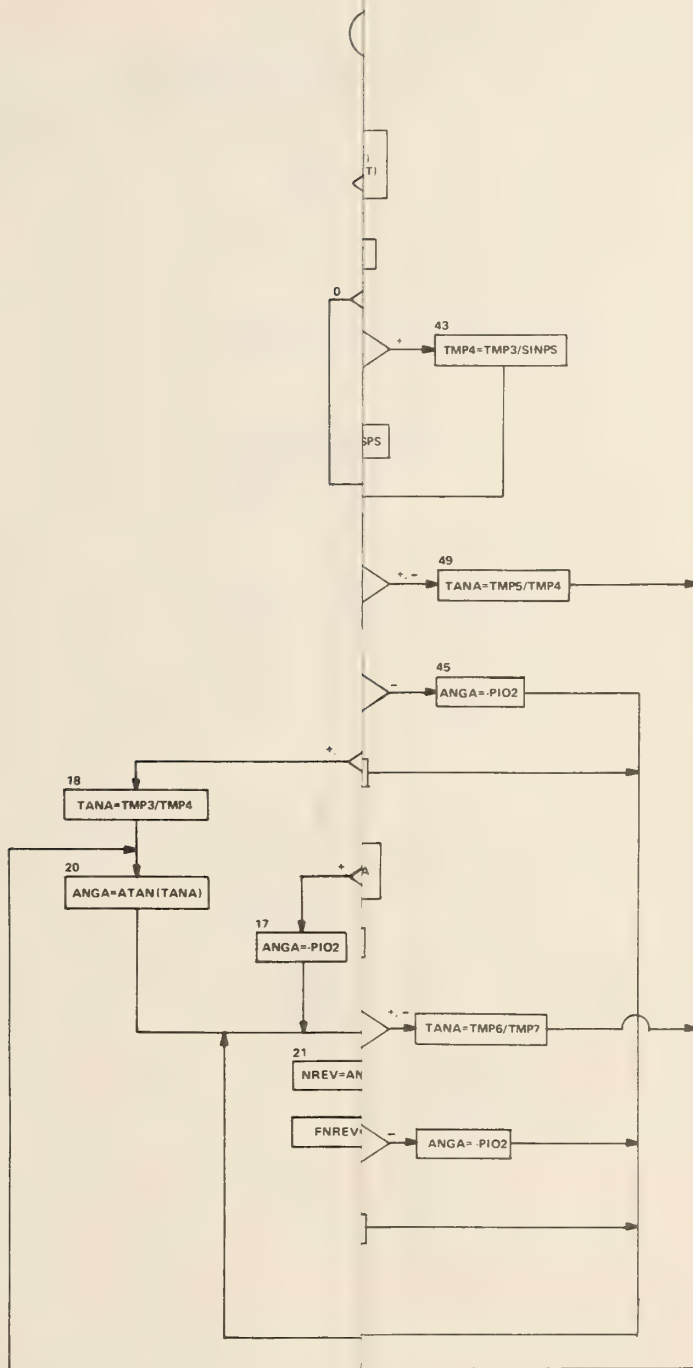 T)
0
+
43
TMP4=TMP3/SINPS
SPS
+,-
49
TANA=TMP5/TMP4
-
45
ANGA=-PIO2
+,
18
TANA=TMP3/TMP4
20
ANGA=ATAN(TANA)
+
A
17
ANGA=-PIO2
+,-
TANA=TMP6/TMP7
21
NREV=AN
FNREV
-
ANGA=-PIO2